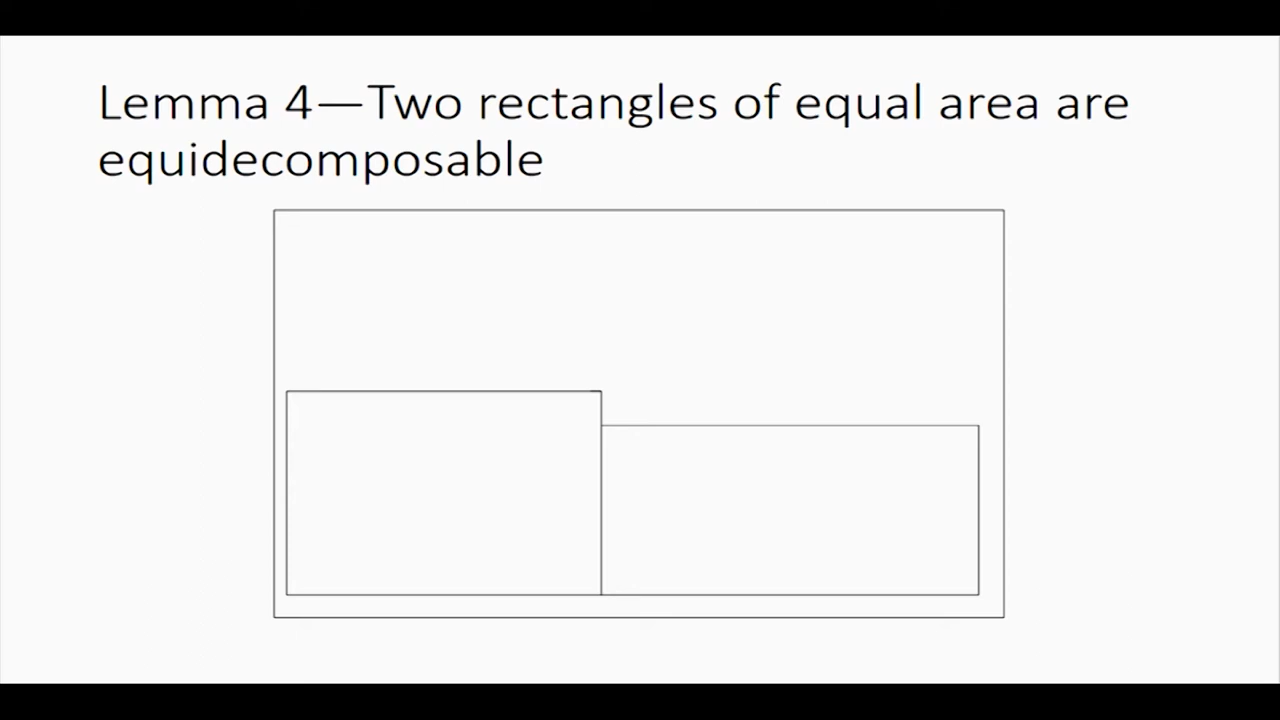 Lemma 4—Two rectangles of equal area are
equidecomposable